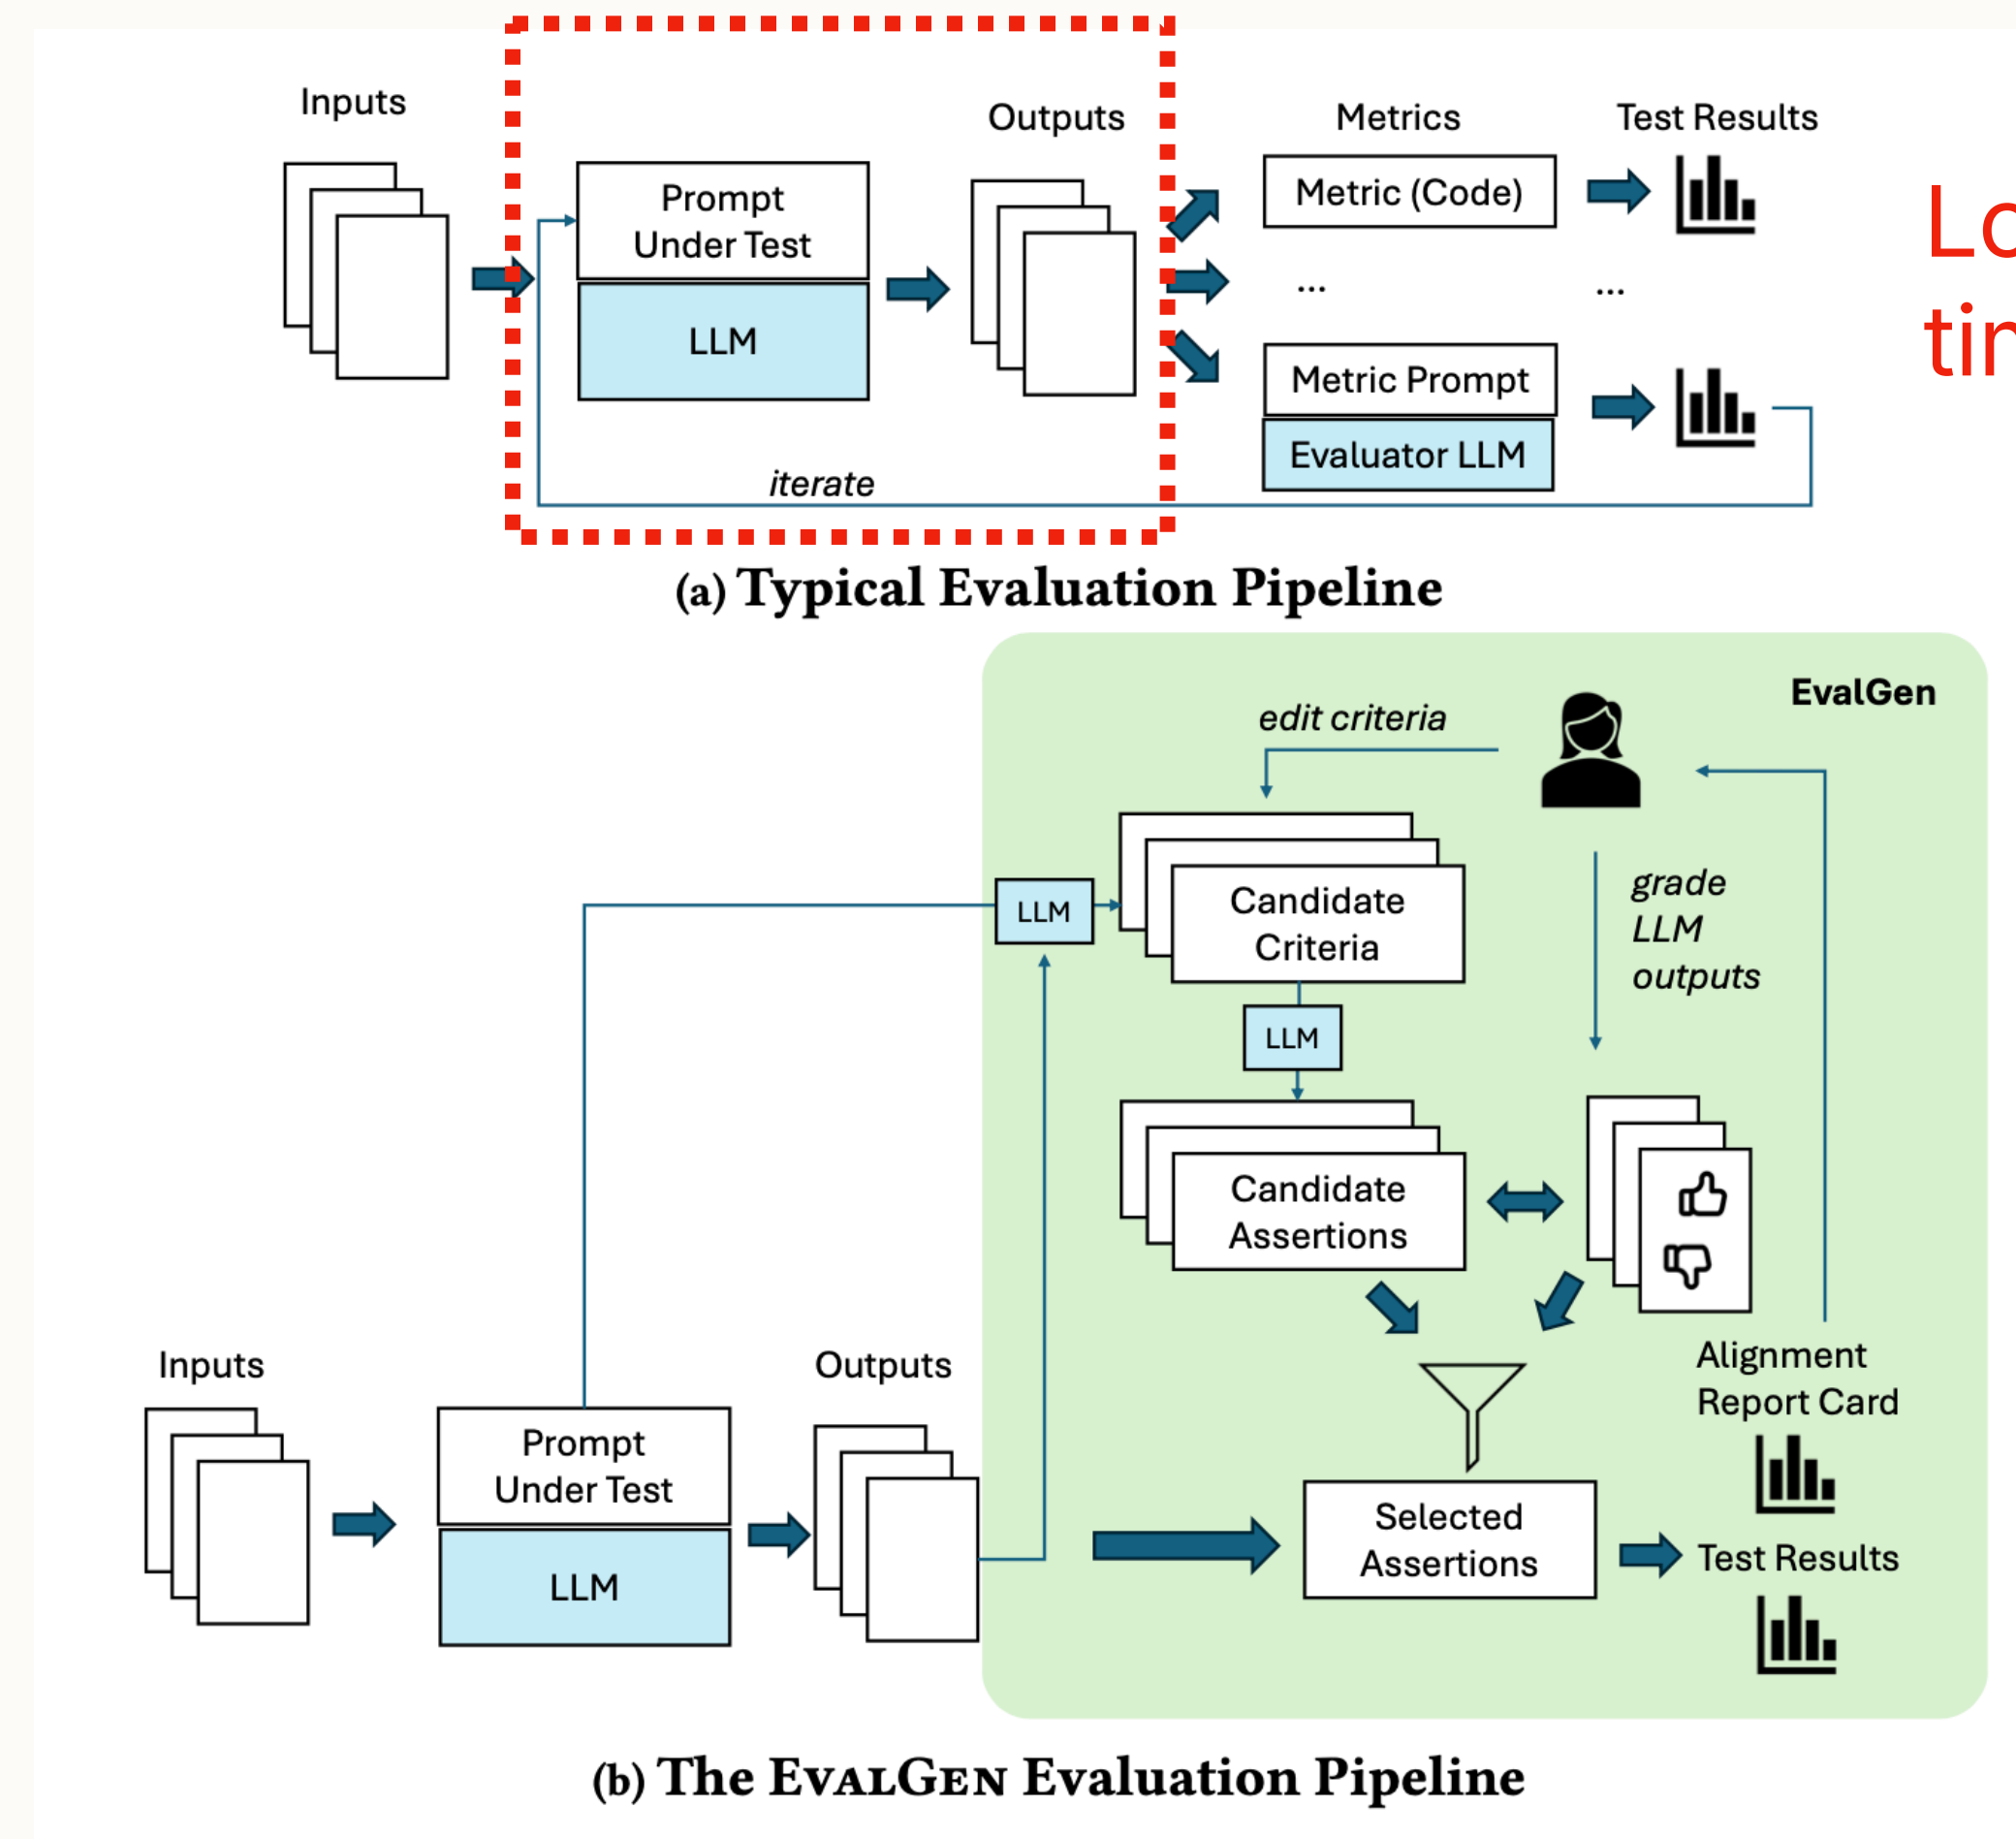 Inputs
Outputs
Metrics
Test Results
Prompt
Under Test
LLM
Metric (Code)
...
...
Metric Prompt
Evaluator LLM
iterate
(a) Typical Evaluation Pipeline
EvalGen
edit criteria
grade
LLM
outputs
LLM
Candidate
Criteria
LLM
Candidate
Assertions
Alignment
Report Card
Inputs
Outputs
Prompt
Under Test
LLM
Selected
Assertions
Test Results
(b) The EVALGEN Evaluation Pipeline